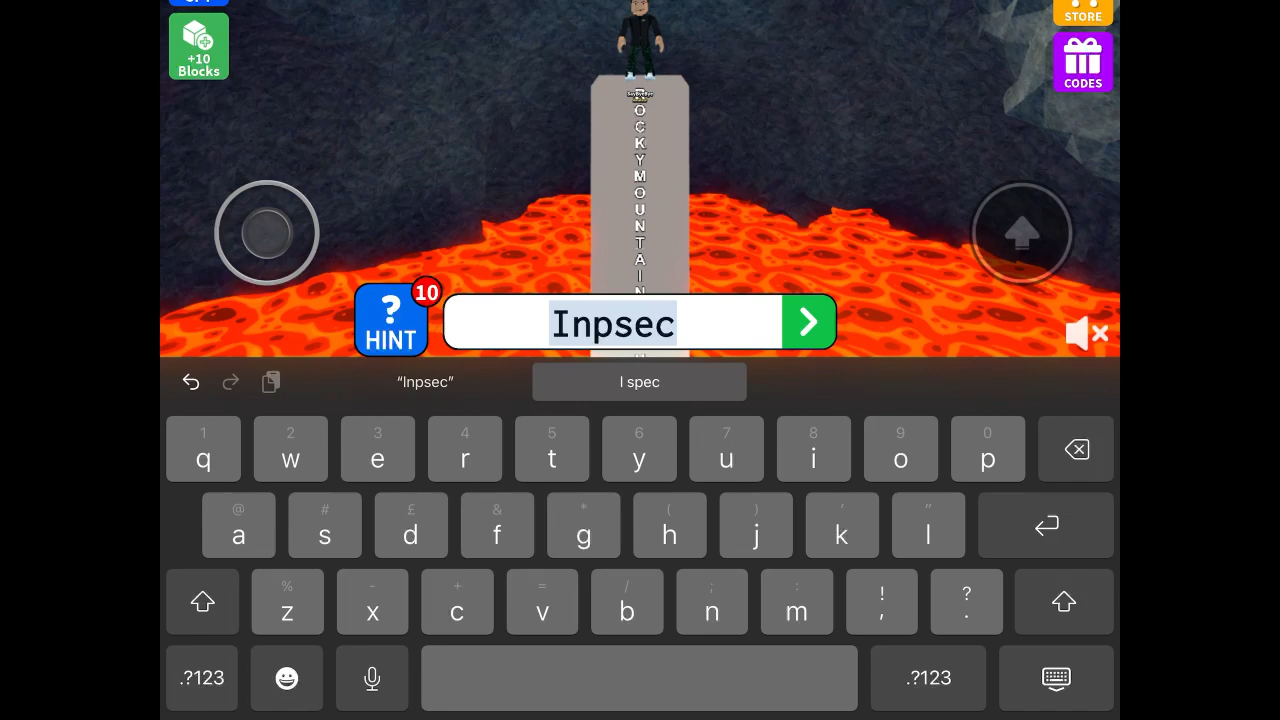 +10
Blocks
STORE
CODES
SayByeBye
O
C
K
Y
M
O
U
N
T
A
I
N
?
10
HINT
Inpsec
“Inpsec”
I spec
1 2 3 4 5 6 7 8 9 0
q w e r t y u i o p
@ # £ & * ( ) ' "
a s d f g h j k l
% - + = / ; : ! ?
z x c v b n m , .
.?123 .?123